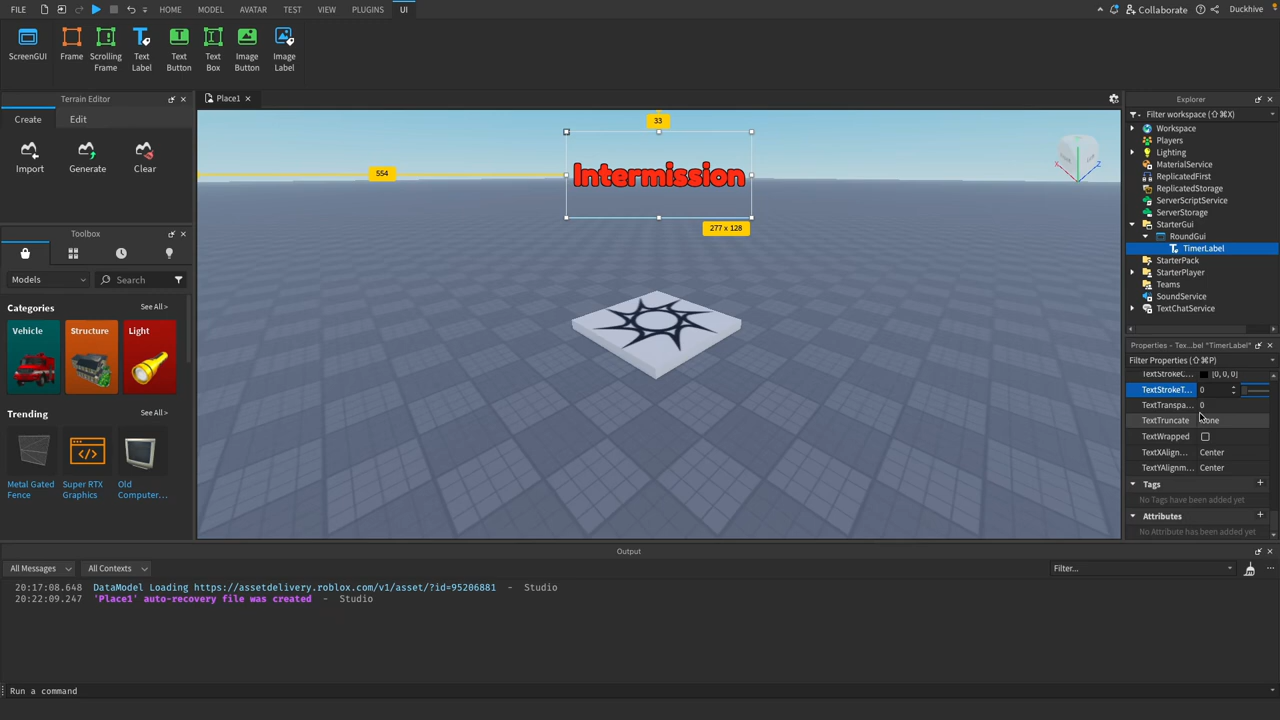 FILE HOME MODEL AVATAR TEST VIEW PLUGINS UI Collaborate Duckhive
ScreenGUI Frame Scrolling Frame Text Label Text Button Text Box Image Button Image Label
Terrain Editor
Create Edit
Import Generate Clear
Toolbox
Models Search
Categories See All >
Vehicle Structure Light
Trending See All >
Metal Gated Fence
Super RTX Graphics
Old Computer...
Place1
33
554
Intermission
277 x 128
Explorer
Filter workspace (⇧⌘X)
Workspace
Players
Lighting
MaterialService
ReplicatedFirst
ReplicatedStorage
ServerScriptService
ServerStorage
StarterGui
RoundGui
TimerLabel
StarterPack
StarterPlayer
Teams
SoundService
TextChatService
Properties - Tex...bel "TimerLabel"
Filter Properties (⇧⌘P)
TextStrokeC... [0, 0, 0]
TextStrokeT... 0
TextTranspa... 0
TextTruncate None
TextWrapped
TextXAlign... Center
TextYAlignm... Center
Tags
No Tags have been added yet
Attributes
No Attribute has been added yet
Output
All Messages All Contexts Filter...
20:17:08.648 DataModel Loading https://assetdelivery.roblox.com/v1/asset/?id=95206881 - Studio
20:22:09.247 'Place1' auto-recovery file was created - Studio
Run a command